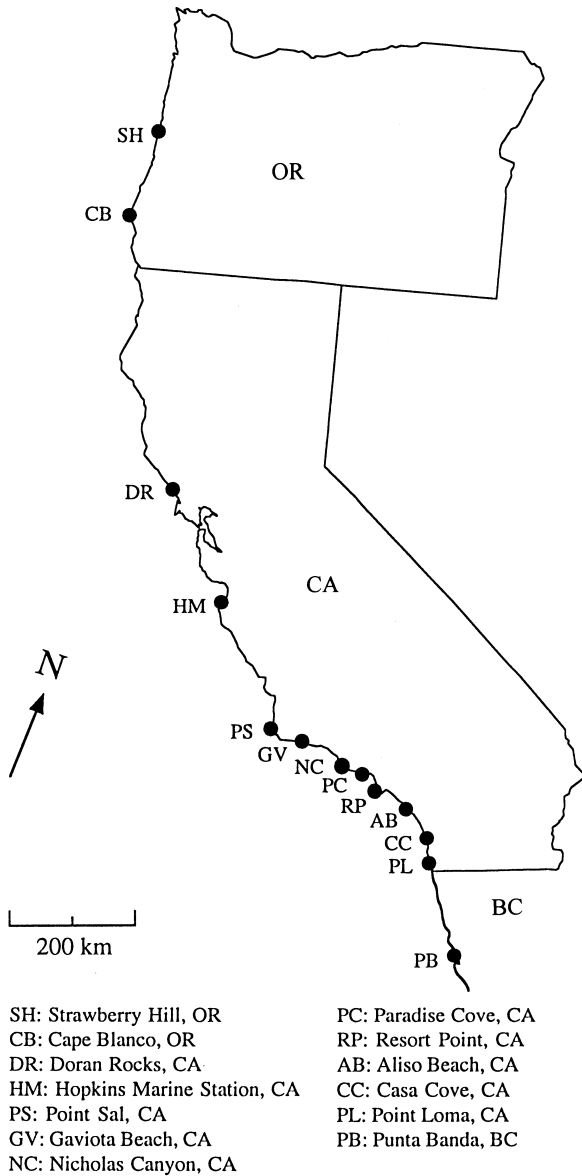 SH
OR
CB
DR
CA
HM
N
PS
GV
NC
PC
RP
AB
CC
PL
BC
200 km
PB
SH: Strawberry Hill, OR
CB: Cape Blanco, OR
DR: Doran Rocks, CA
HM: Hopkins Marine Station, CA
PS: Point Sal, CA
GV: Gaviota Beach, CA
NC: Nicholas Canyon, CA
PC: Paradise Cove, CA
RP: Resort Point, CA
AB: Aliso Beach, CA
CC: Casa Cove, CA
PL: Point Loma, CA
PB: Punta Banda, BC